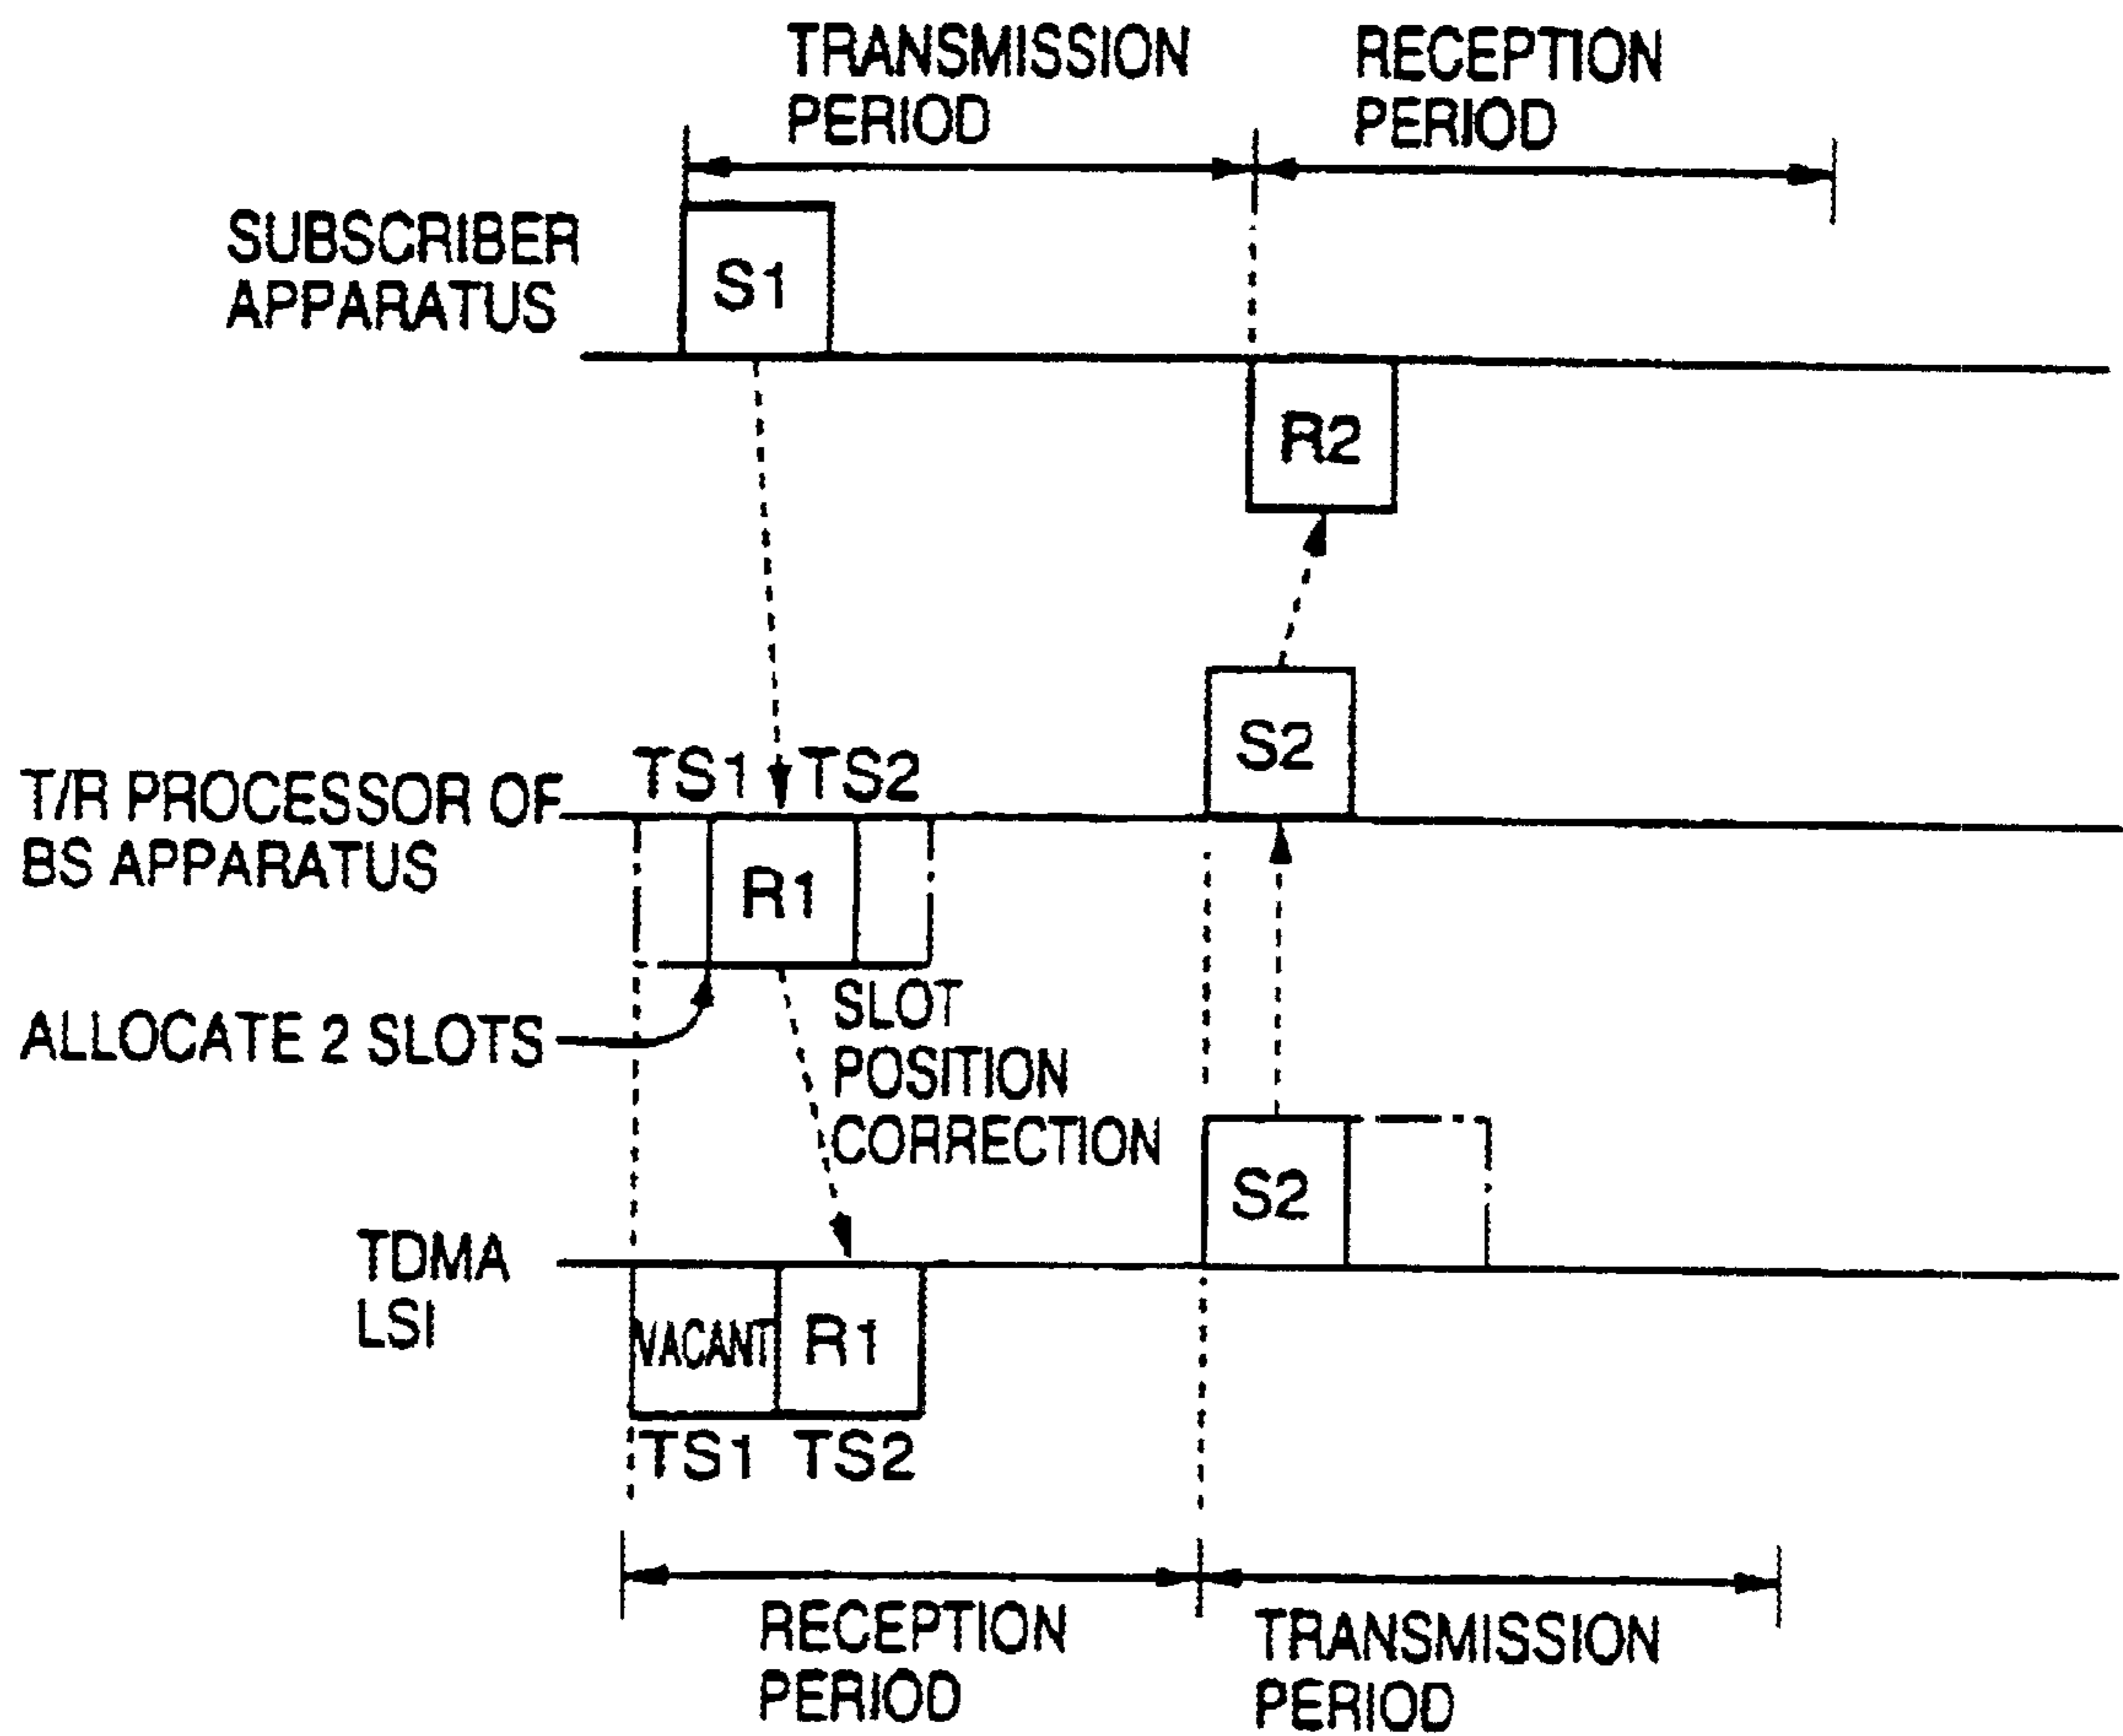 TRANSMISSION
PERIOD
RECEPTION
PERIOD
SUBSCRIBER
APPARATUS
S1
R2
S2
TS1 TS2
T/R PROCESSOR OF
BS APPARATUS
R1
ALLOCATE 2 SLOTS
SLOT
POSITION
CORRECTION
S2
TDMA
LSI
VACANT
R1
TS1 TS2
RECEPTION
PERIOD
TRANSMISSION
PERIOD